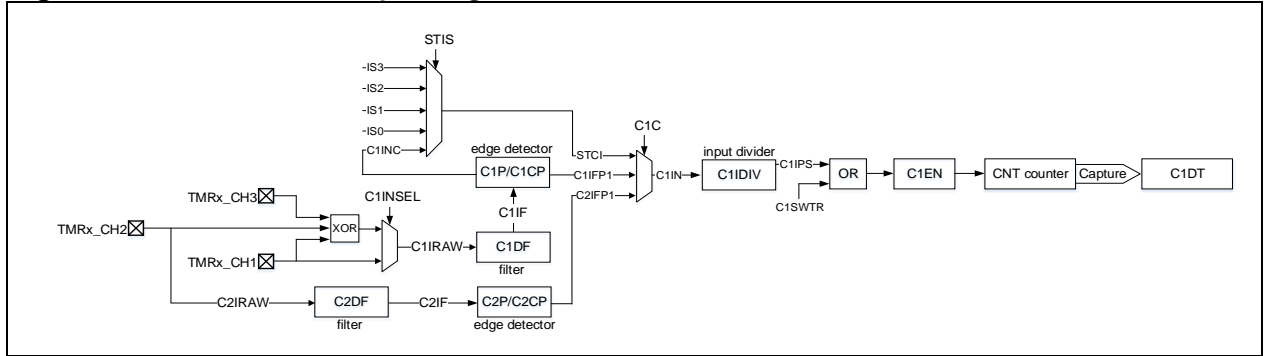 STIS
-IS3
-IS2
-IS1
-IS0
C1INC
edge detector
C1P/C1CP
STCI
C1IFP1
C2IFP1
C1C
C1IN
input divider
C1IDIV
C1IPS
C1SWTR
OR
C1EN
CNT counter
Capture
C1DT
TMRx_CH3
TMRx_CH2
TMRx_CH1
XOR
C1INSEL
C1IRAW
C1IF
C1DF
filter
C2IRAW
C2DF
filter
C2IF
C2P/C2CP
edge detector